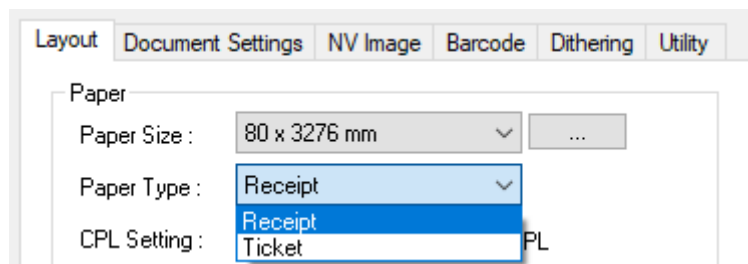 Layout Document Settings NV Image Barcode Dithering Utility
Paper
Paper Size : 80 x 3276 mm ...
Paper Type : Receipt
Receipt
CPL Setting : PL
Ticket